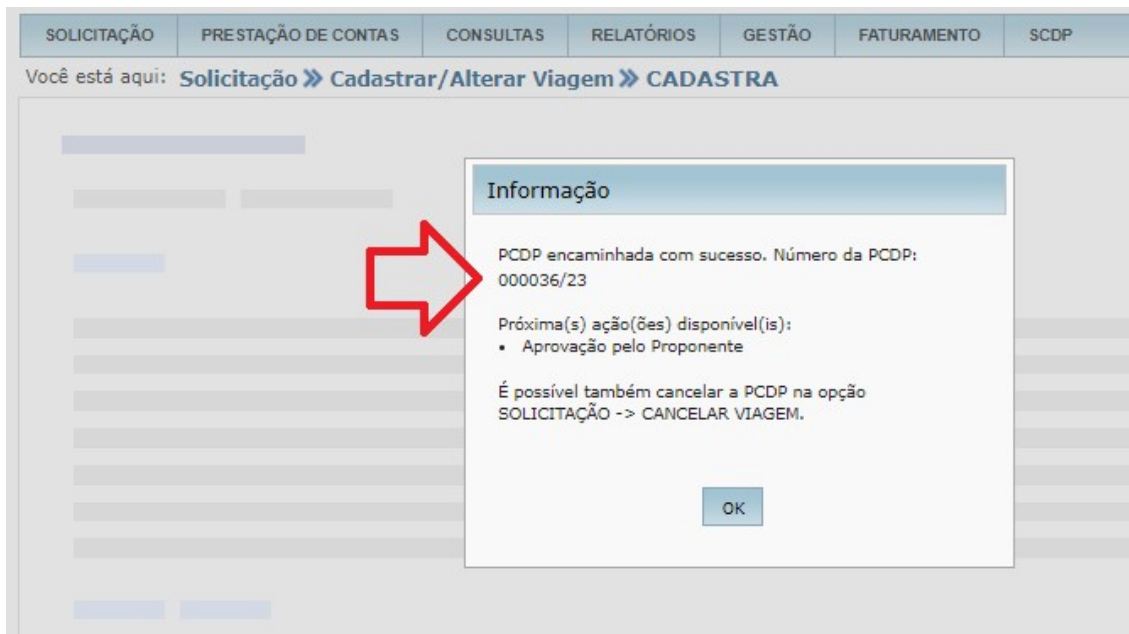 SOLICITAÇÃO PRESTAÇÃO DE CONTAS CONSULTAS RELATÓRIOS GESTÃO FATURAMENTO SCDP
Você está aqui: Solicitação » Cadastrar/Alterar Viagem » CADASTRA
Informação
PCDP encaminhada com sucesso. Número da PCDP:
000036/23
Próxima(s) ação(ões) disponível(is):
• Aprovação pelo Proponente
É possível também cancelar a PCDP na opção
SOLICITAÇÃO -> CANCELAR VIAGEM.
OK